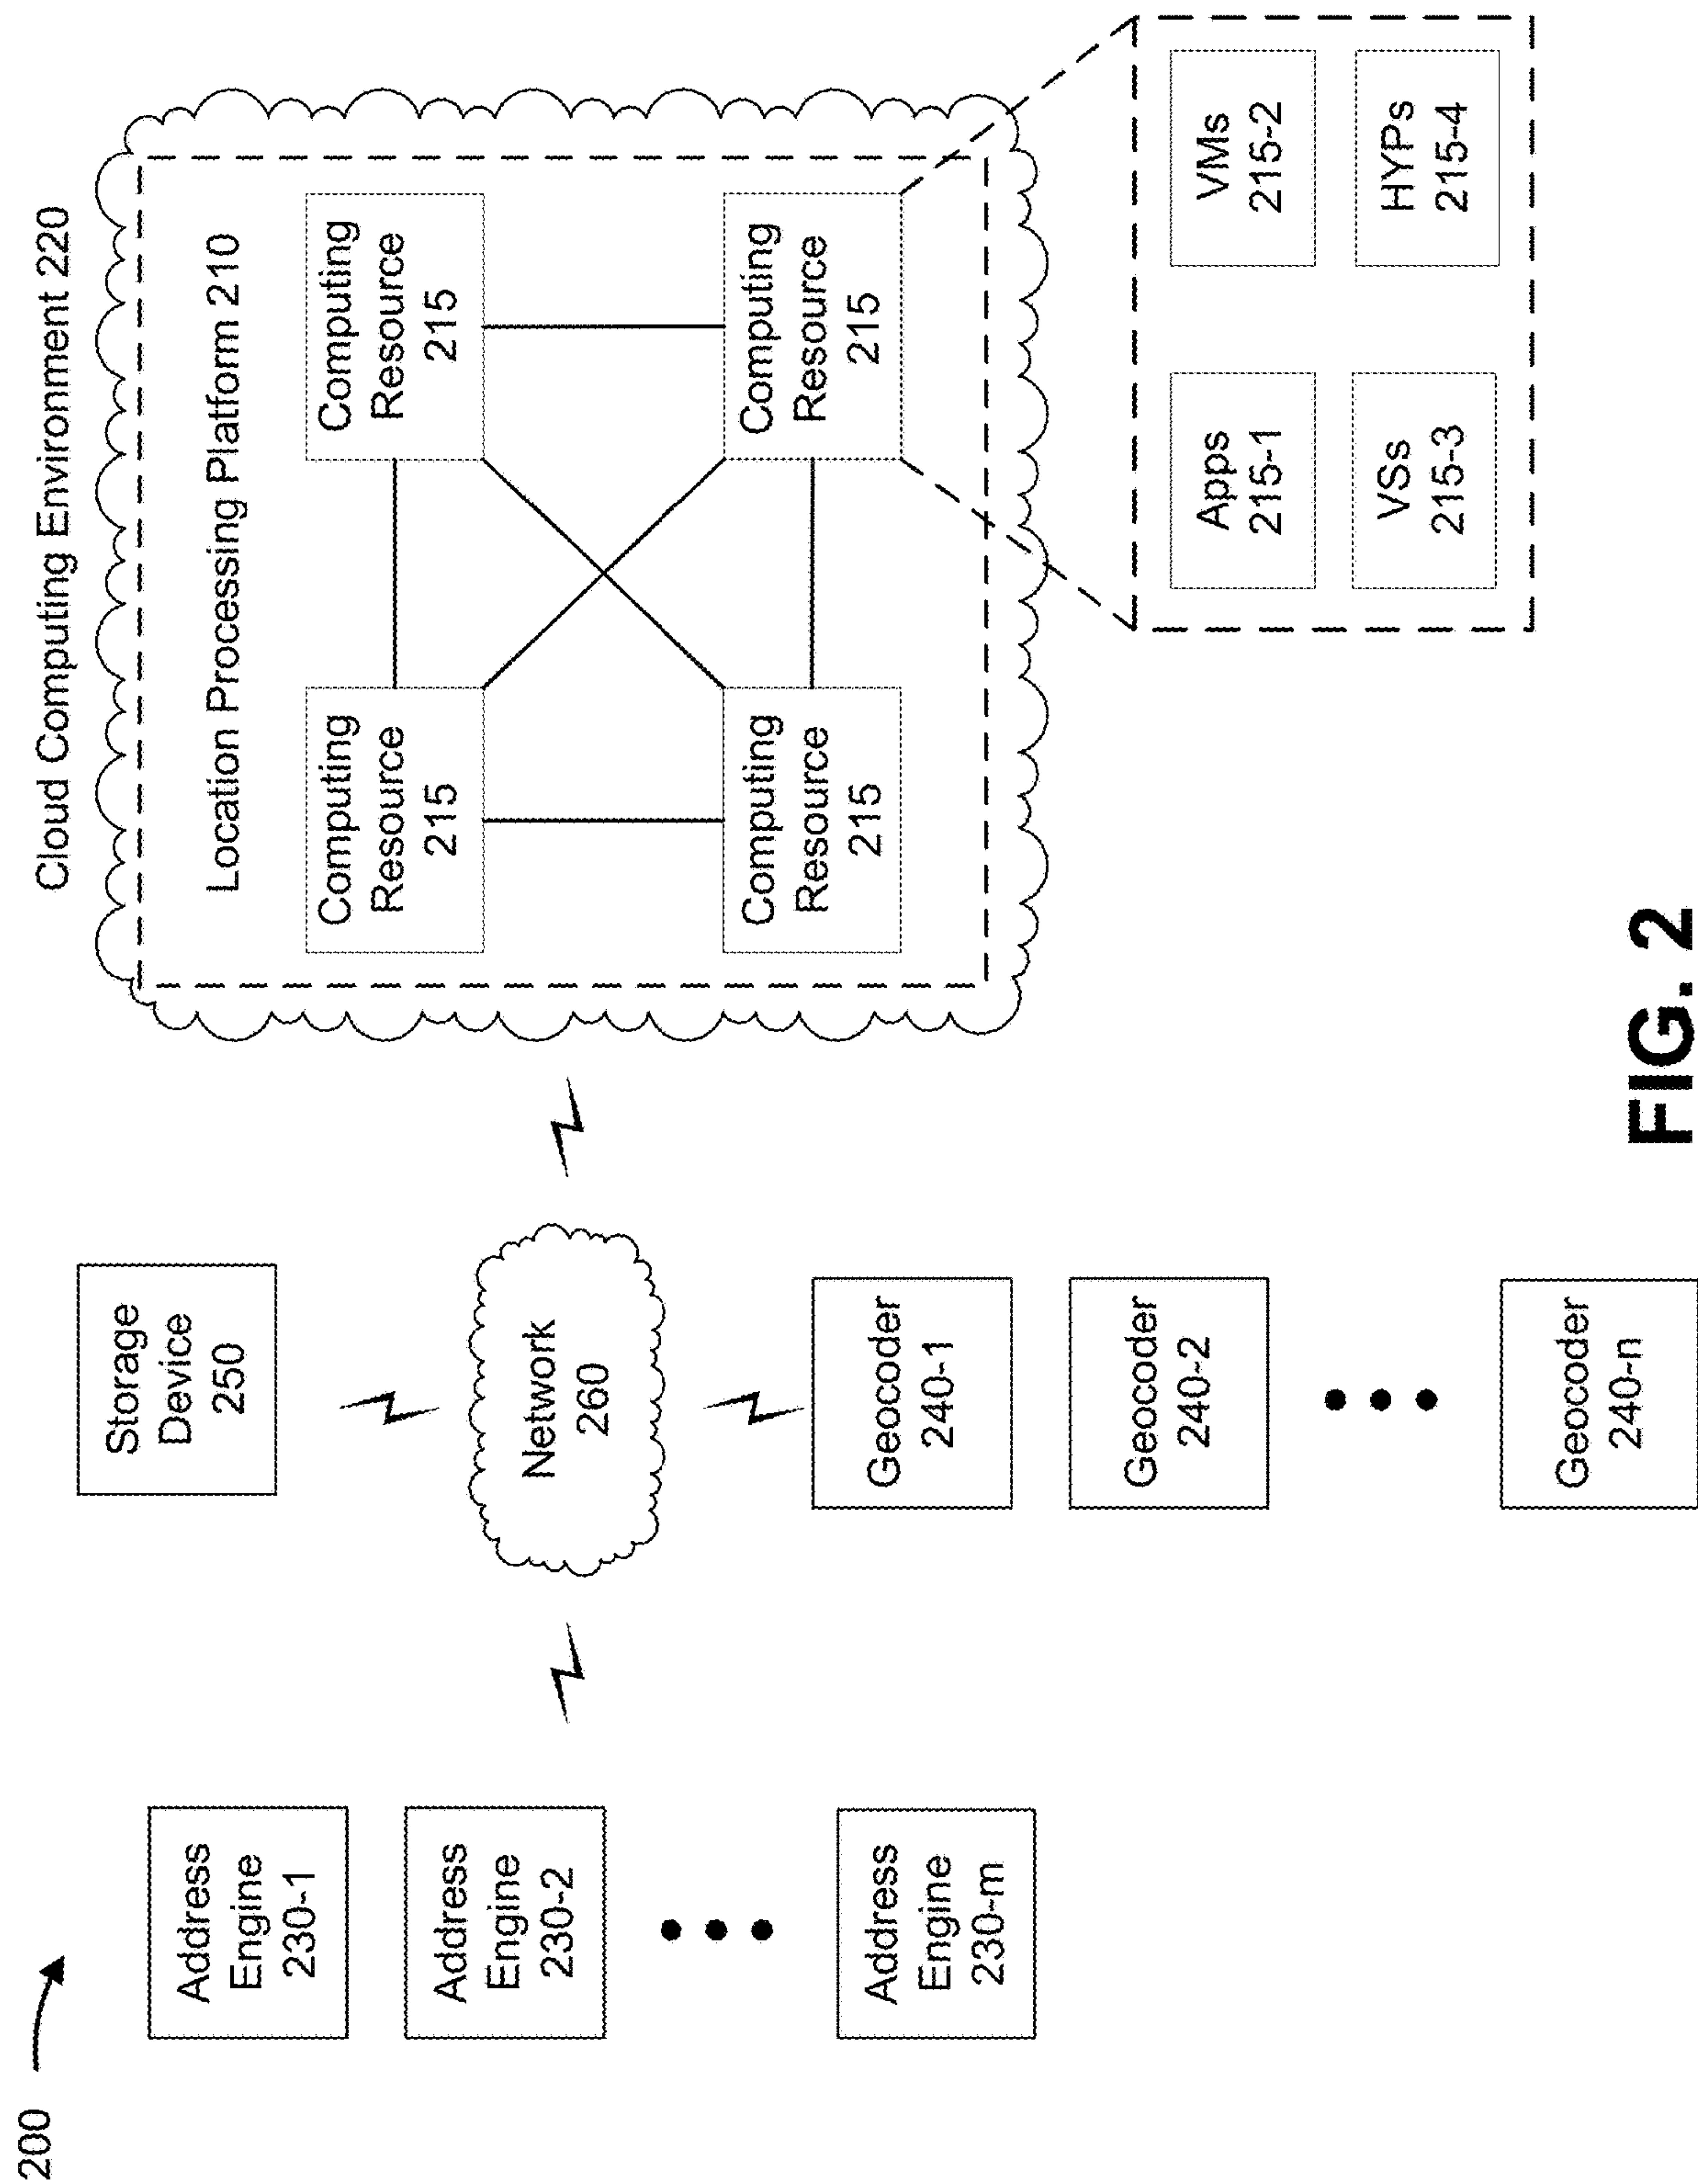 200
Address
Engine
230-1
Address
Engine
230-2
Address
Engine
230-m
Storage
Device
250
Network
260
Geocoder
240-1
Geocoder
240-2
Geocoder
240-n
Cloud Computing Environment 220
Location Processing Platform 210
Computing
Resource
215
Computing
Resource
215
Computing
Resource
215
Computing
Resource
215
Apps
215-1
VMs
215-2
VSs
215-3
HYPs
215-4
FIG. 2